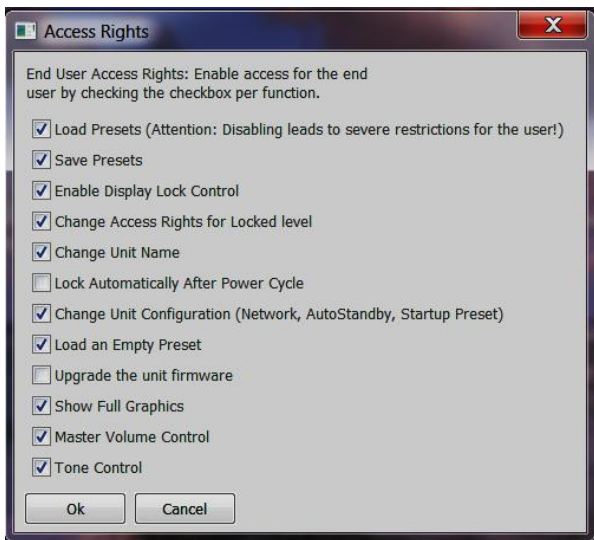 Access Rights
End User Access Rights: Enable access for the end
user by checking the checkbox per function.
Load Presets (Attention: Disabling leads to severe restrictions for the user!)
Save Presets
Enable Display Lock Control
Change Access Rights for Locked level
Change Unit Name
Lock Automatically After Power Cycle
Change Unit Configuration (Network, AutoStandby, Startup Preset)
Load an Empty Preset
Upgrade the unit firmware
Show Full Graphics
Master Volume Control
Tone Control
Ok Cancel